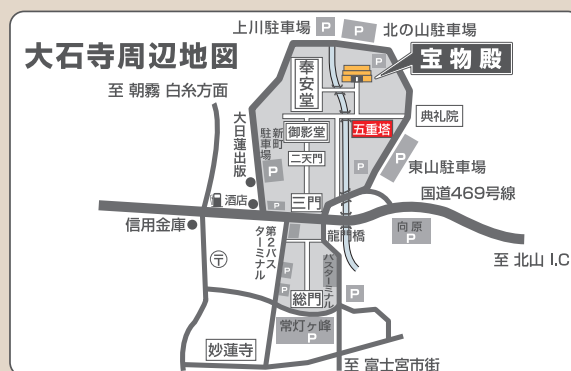 上川駐車場
P
P
北の山駐車場
大石寺周辺地図
P
宝物殿
至 朝霧 白糸方面
奉安堂
大日蓮出版
新町駐車場
御影堂
五重塔
典礼院
二天門
P
P
P
東山駐車場
酒店
P
三門
国道469号線
信用金庫
第2バスターミナル
龍門橋
向原
P
〒
バスターミナル
至 北山 I.C
P
P
総門
P
常灯ヶ峰
P
妙蓮寺
至 富士宮市街